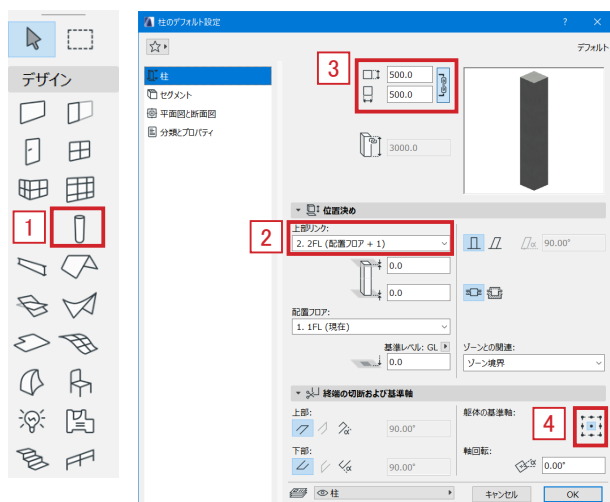 デザイン
1
柱のデフォルト設定
? ×
デフォルト
柱
セグメント
平面図と断面図
分類とプロパティ
3
500.0
500.0
3000.0
位置決め
2
上部リンク:
2. 2FL (配置フロア + 1)
90.00°
0.0
0.0
配置フロア:
1. 1FL (現在)
基準レベル: GL
0.0
ゾーンとの関連:
ゾーン境界
終端の切断および基準軸
上部:
90.00°
下部:
90.00°
躯体の基準軸:
4
軸回転:
0.00°
柱
キャンセル
OK